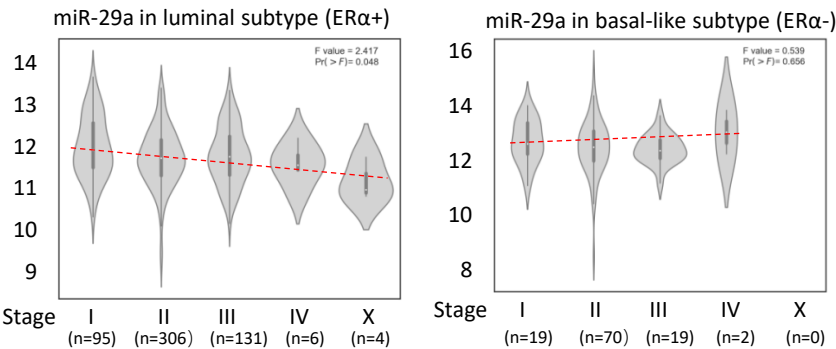 miR-29a in luminal subtype (ERα+)
F value = 2.417
Pr( > F)= 0.048
14
13
12
11
10
9
Stage I II III IV X
(n=95) (n=306) (n=131) (n=6) (n=4)
miR-29a in basal-like subtype (ERα-)
F value = 0.539
Pr( > F)= 0.656
16
14
12
10
8
Stage I II III IV X
(n=19) (n=70) (n=19) (n=2) (n=0)